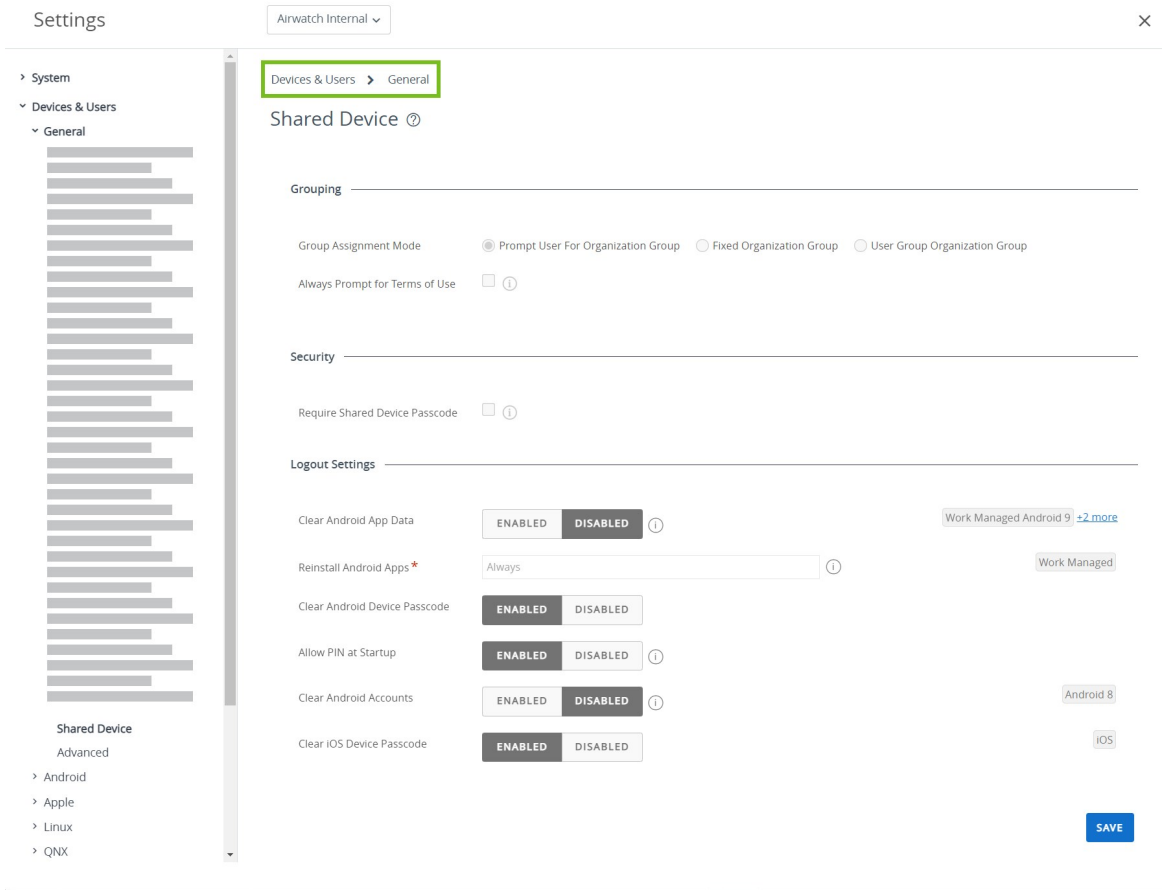 Settings
Airwatch Internal
System
Devices & Users
General
Shared Device
Advanced
Android
Apple
Linux
QNX
Devices & Users > General
Shared Device
Grouping
Group Assignment Mode Prompt User For Organization Group Fixed Organization Group User Group Organization Group
Always Prompt for Terms of Use
Security
Require Shared Device Passcode
Logout Settings
Clear Android App Data ENABLED DISABLED Work Managed Android 9 +2 more
Reinstall Android Apps* Always Work Managed
Clear Android Device Passcode ENABLED DISABLED
Allow PIN at Startup ENABLED DISABLED
Clear Android Accounts ENABLED DISABLED Android 8
Clear iOS Device Passcode ENABLED DISABLED iOS
SAVE